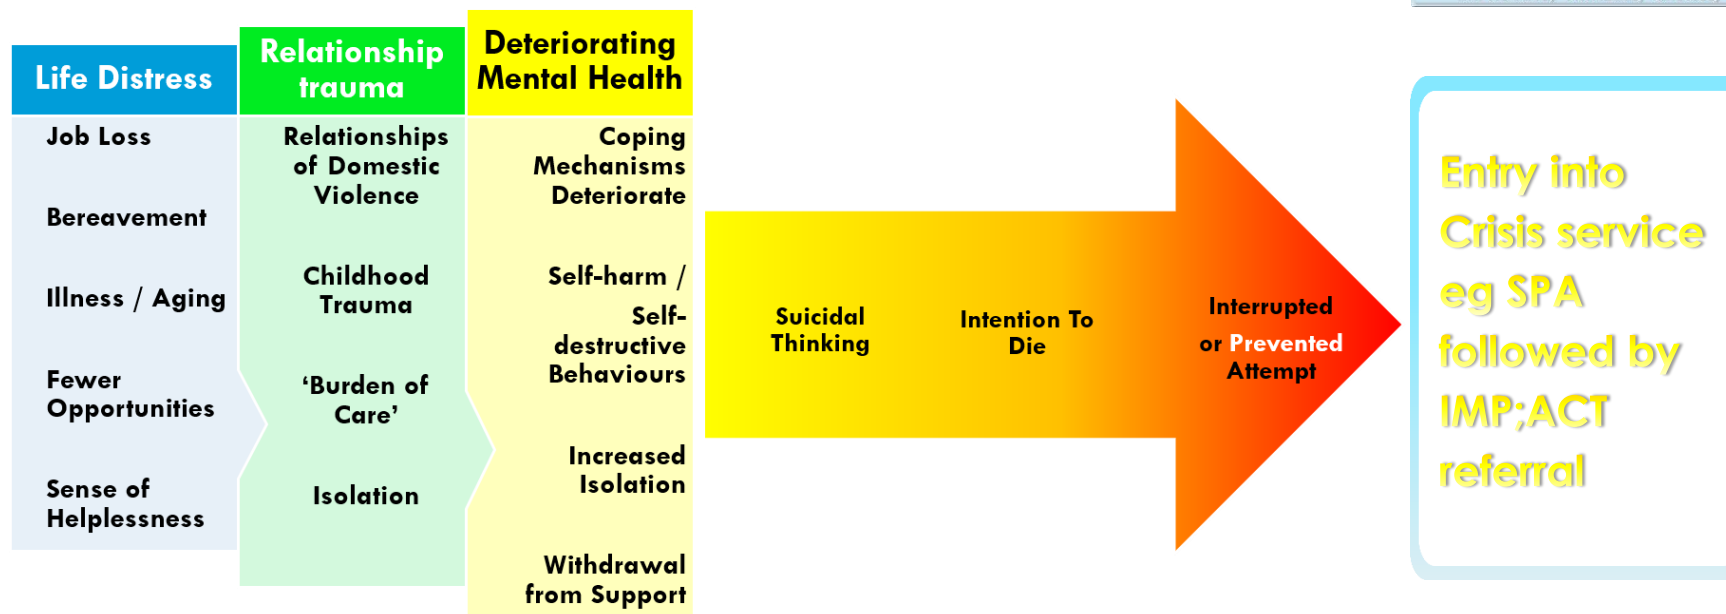 Life Distress
Job Loss
Bereavement
Illness / Aging
Fewer
Opportunities
Sense of
Helplessness
Relationship
trauma
Relationships
of Domestic
Violence
Childhood
Trauma
‘Burden of
Care’
Isolation
Deteriorating
Mental Health
Coping
Mechanisms
Deteriorate
Self-harm /
Self-
destructive
Behaviours
Increased
Isolation
Withdrawal
from Support
Suicidal
Thinking
Intention To
Die
Interrupted
or Prevented
Attempt
Entry into
Crisis service
eg SPA
followed by
IMP;ACT
referral